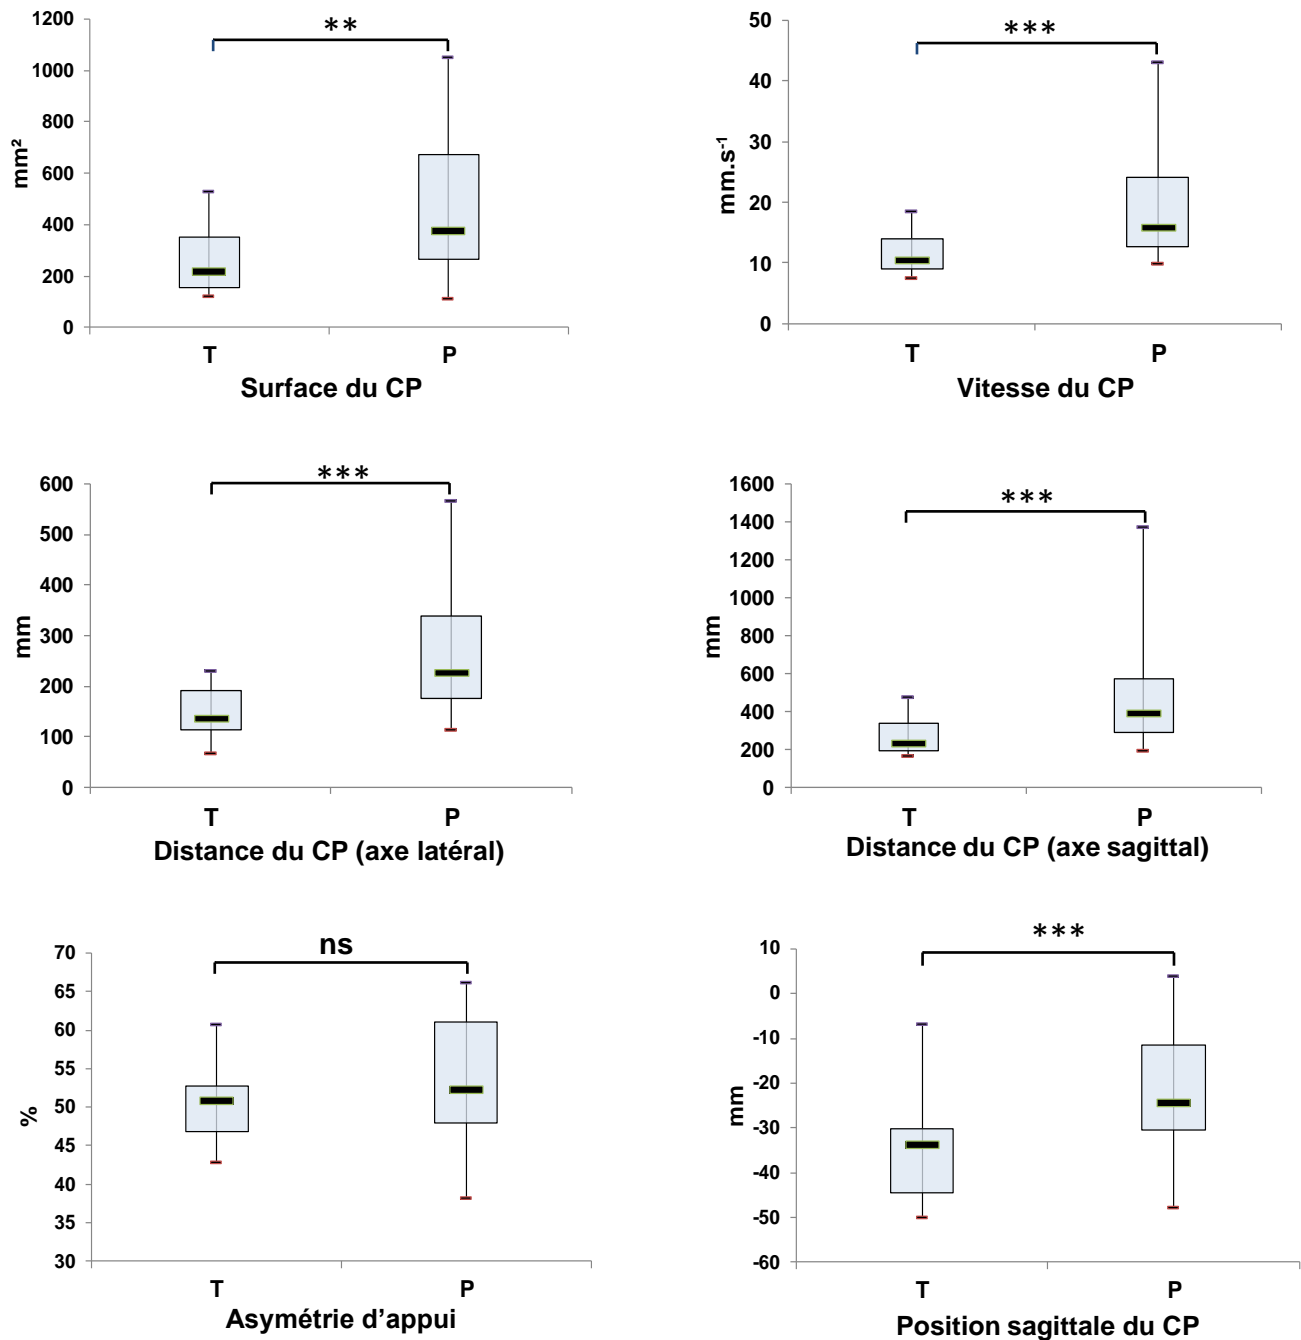 **
1200
1000
800
600
400
200
0
mm²
T P
Surface du CP
***
50
40
30
20
10
0
mm.s⁻¹
T P
Vitesse du CP
***
600
500
400
300
200
100
0
mm
T P
Distance du CP (axe latéral)
***
1600
1400
1200
1000
800
600
400
200
0
mm
T P
Distance du CP (axe sagittal)
ns
70
65
60
55
50
45
40
35
30
%
T P
Asymétrie d’appui
***
10
0
-10
-20
-30
-40
-50
-60
mm
T P
Position sagittale du CP